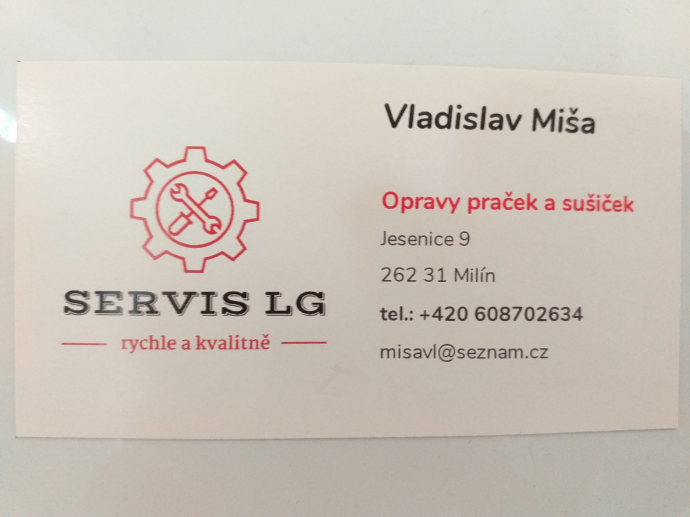 SERVIS LG
rychle a kvalitně
Vladislav Miša
Opravy praček a sušiček
Jesenice 9
262 31 Milín
tel.: +420 608702634
misavl@seznam.cz